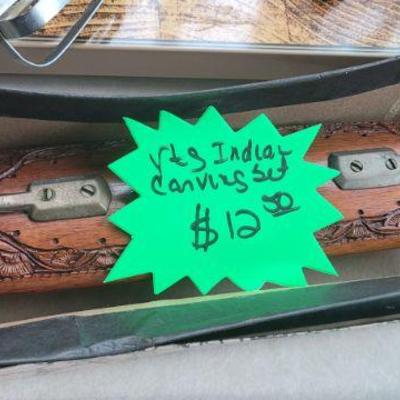 Vtg Indian
Carving Set
$12 50